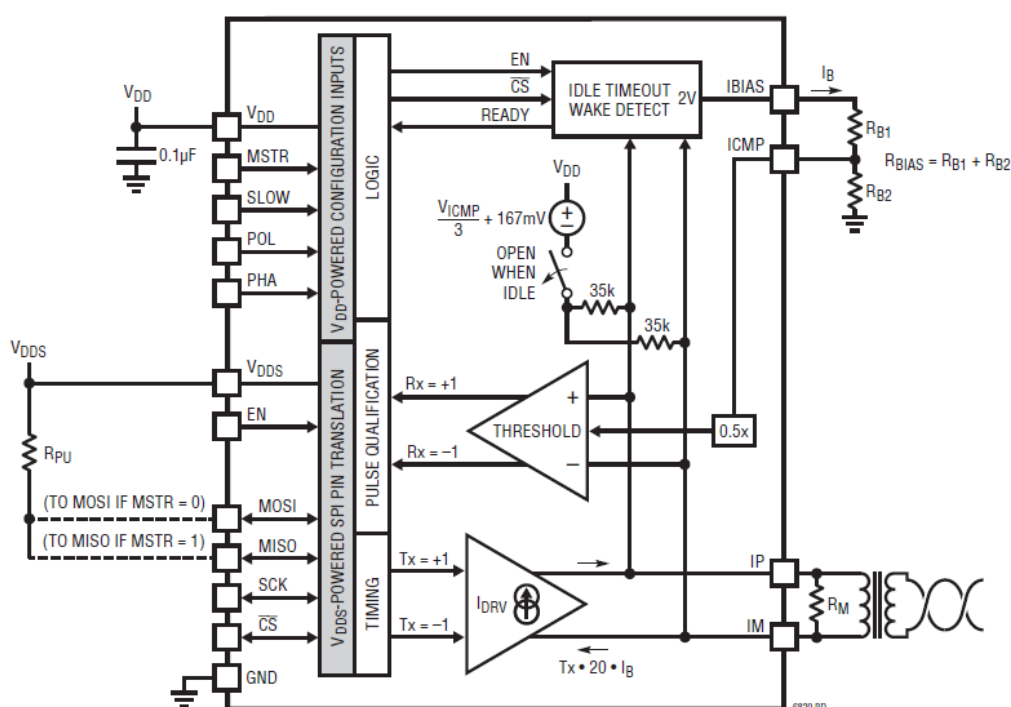 VDD
0.1µF
VDD
MSTR
SLOW
POL
PHA
VDDS
VDDS
EN
RPU
(TO MOSI IF MSTR = 0)
MOSI
(TO MISO IF MSTR = 1)
MISO
SCK
CS
GND
VDD-POWERED CONFIGURATION INPUTS
VDDS-POWERED SPI PIN TRANSLATION
LOGIC
PULSE QUALIFICATION
TIMING
EN
CS
READY
IDLE TIMEOUT
WAKE DETECT
2V
VDD
VICMP/3 + 167mV
+
−
OPEN
WHEN
IDLE
35k
35k
Rx = +1
Rx = −1
+
THRESHOLD
−
0.5x
Tx = +1
Tx = −1
IDRV
Tx • 20 • IB
IBIAS
ICMP
IB
RB1
RBIAS = RB1 + RB2
RB2
IP
RM
IM
6820 BD